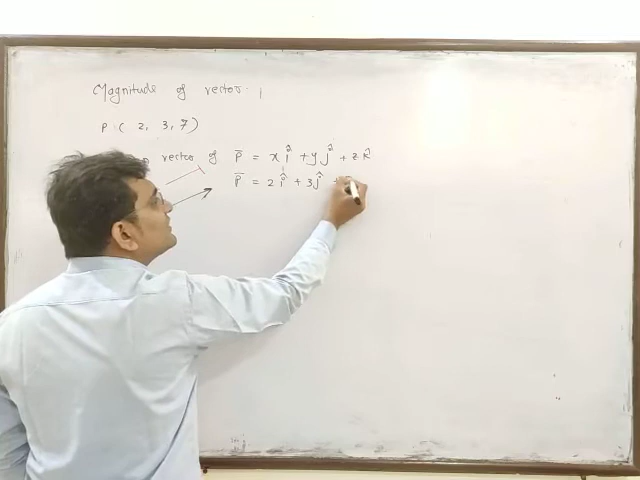 Magnitude of vector :
P ( 2, 3, 7)
vector of P̅ = x î + y ĵ + z k̂
P̅ = 2 î + 3 ĵ +